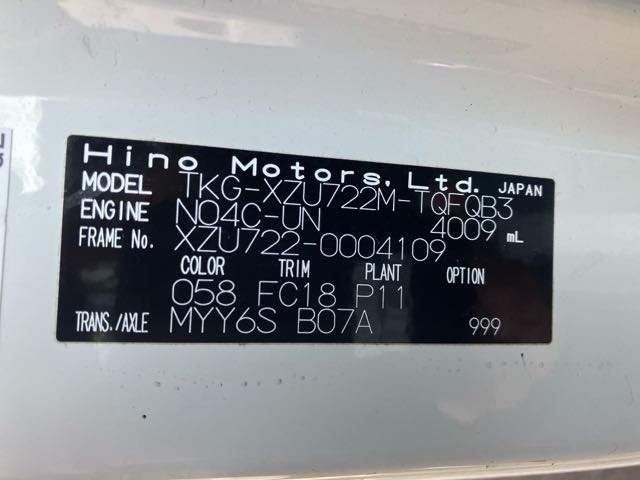 Hino Motors, Ltd. JAPAN
MODEL TKG-XZU722M-TQFQB3
ENGINE N04C-UN 4009 mL
FRAME No. XZU722-0004109
COLOR TRIM PLANT OPTION
058 FC18 P11
TRANS./AXLE MYY6S B07A 999